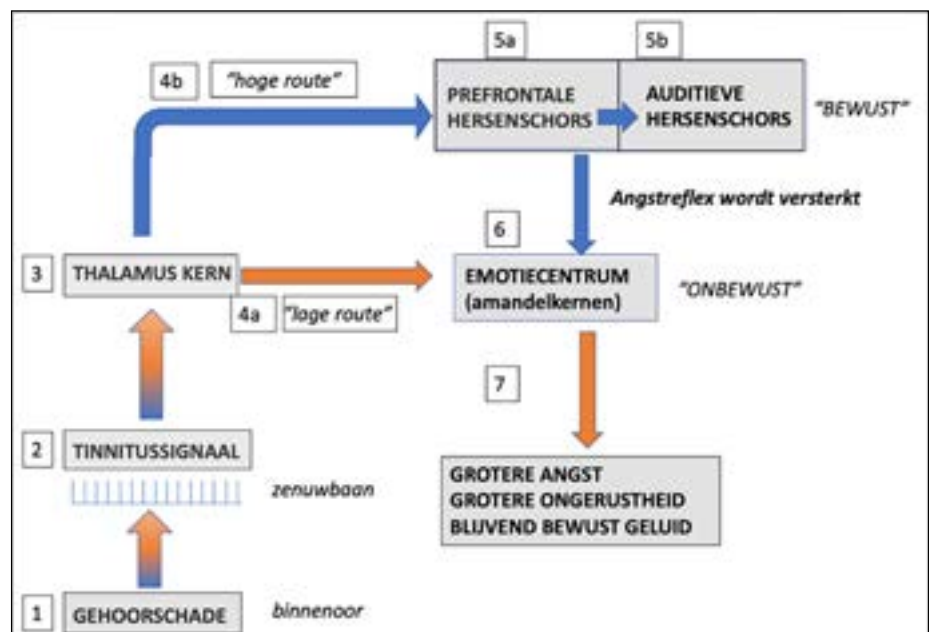 5a
5b
4b
"hoge route"
PREFRONTALE
HERSENSCHORS
AUDITIEVE
HERSENSCHORS
"BEWUST"
Angstreflex wordt versterkt
6
3
THALAMUS KERN
EMOTIECENTRUM
(amandelkernen)
"ONBEWUST"
4a
"lage route"
7
2
TINNITUSSIGNAAL
zenuwbaan
GROTERE ANGST
GROTERE ONGERUSTHEID
BLIJVEND BEWUST GELUID
1
GEHOORSCHADE
binnenoor